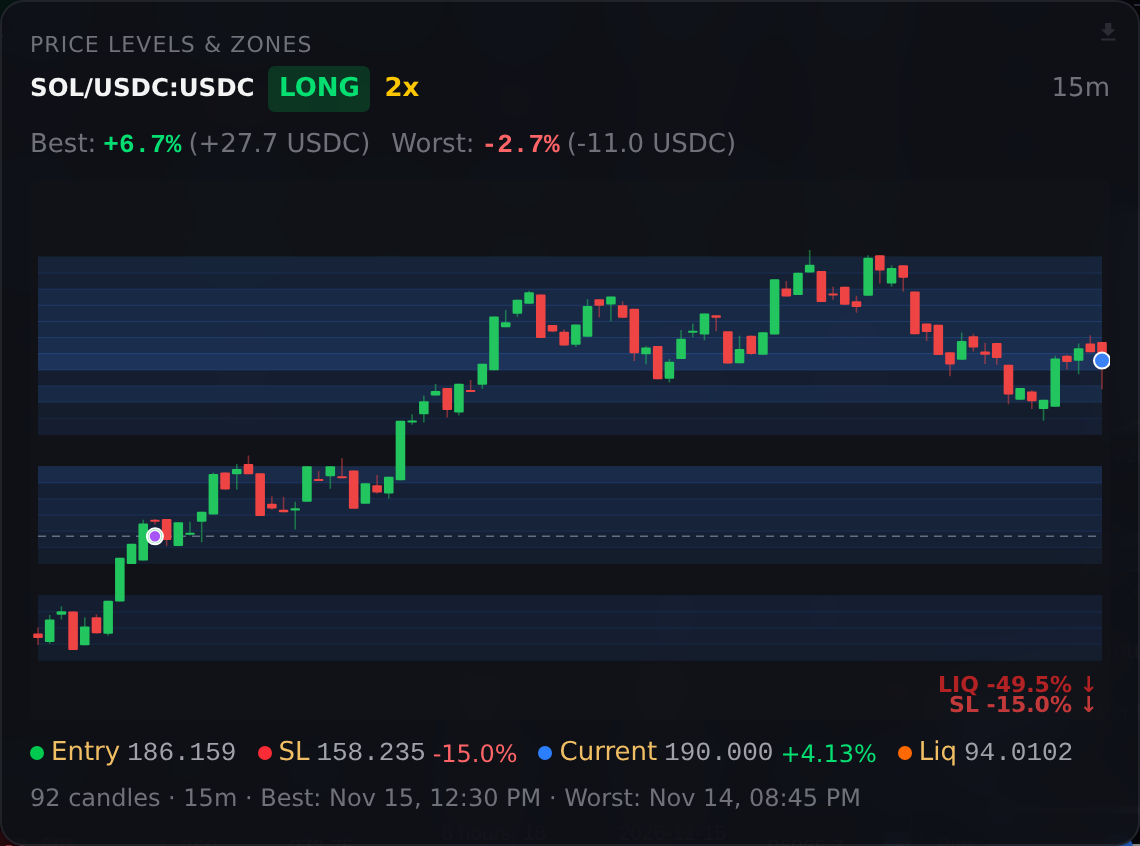 PRICE LEVELS & ZONES
SOL/USDC:USDC LONG 2x 15m
Best: +6.7% (+27.7 USDC) Worst: -2.7% (-11.0 USDC)
LIQ -49.5% ↓
SL -15.0% ↓
Entry 186.159 SL 158.235 -15.0% Current 190.000 +4.13% Liq 94.0102
92 candles · 15m · Best: Nov 15, 12:30 PM · Worst: Nov 14, 08:45 PM